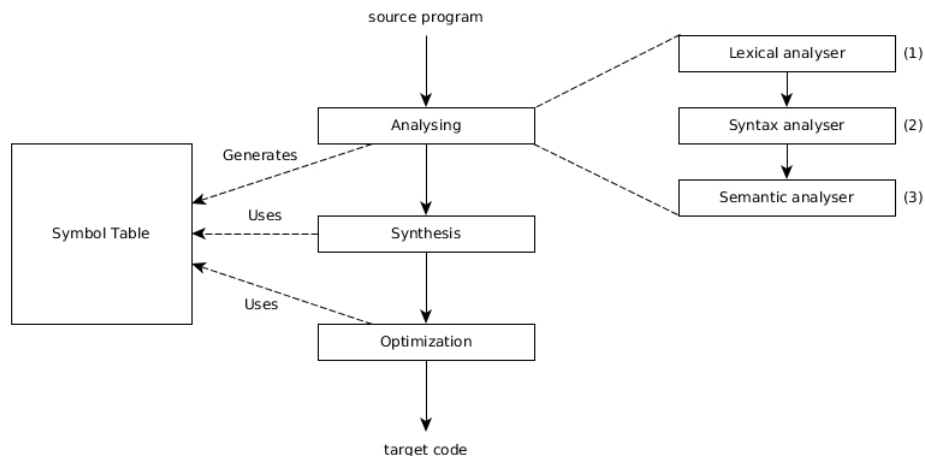 source program
Lexical analyser (1)
Analysing
Syntax analyser (2)
Generates
Semantic analyser (3)
Uses
Symbol Table
Synthesis
Uses
Optimization
target code